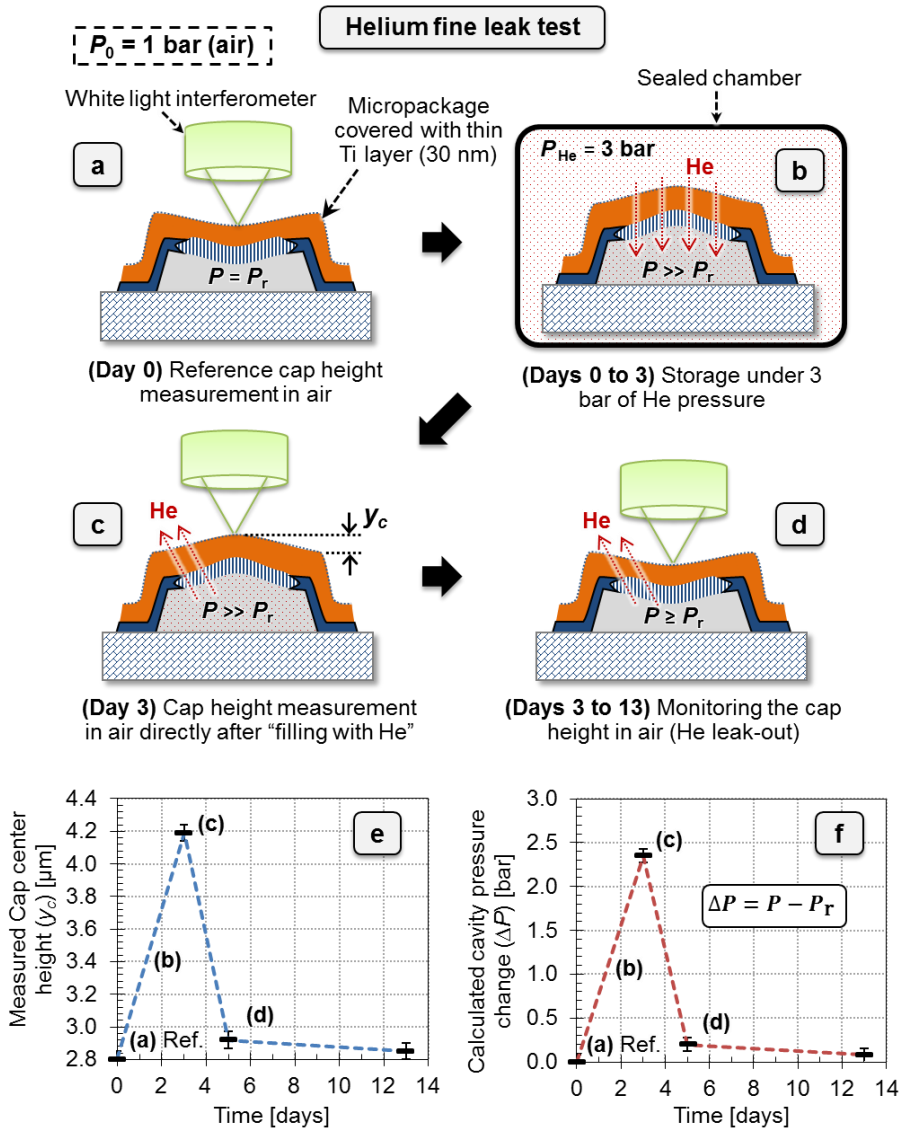 Helium fine leak test
P₀ = 1 bar (air)
White light interferometer
Micropackage
covered with thin
Ti layer (30 nm)
a
P = Pᵣ
(Day 0) Reference cap height
measurement in air
Sealed chamber
P_He = 3 bar
He
b
P >> Pᵣ
(Days 0 to 3) Storage under 3
bar of He pressure
c
He
y_c
P >> Pᵣ
(Day 3) Cap height measurement
in air directly after “filling with He”
d
He
P ≥ Pᵣ
(Days 3 to 13) Monitoring the cap
height in air (He leak-out)
Measured Cap center
height (y_c) [µm]
4.4
4.2
4.0
3.8
3.6
3.4
3.2
3.0
2.8
e
(c)
(b)
(d)
(a) Ref.
0 2 4 6 8 10 12 14
Time [days]
Calculated cavity pressure
change (ΔP) [bar]
3.0
2.5
2.0
1.5
1.0
0.5
0.0
f
(c)
ΔP = P − Pᵣ
(b)
(d)
(a) Ref.
0 2 4 6 8 10 12 14
Time [days]